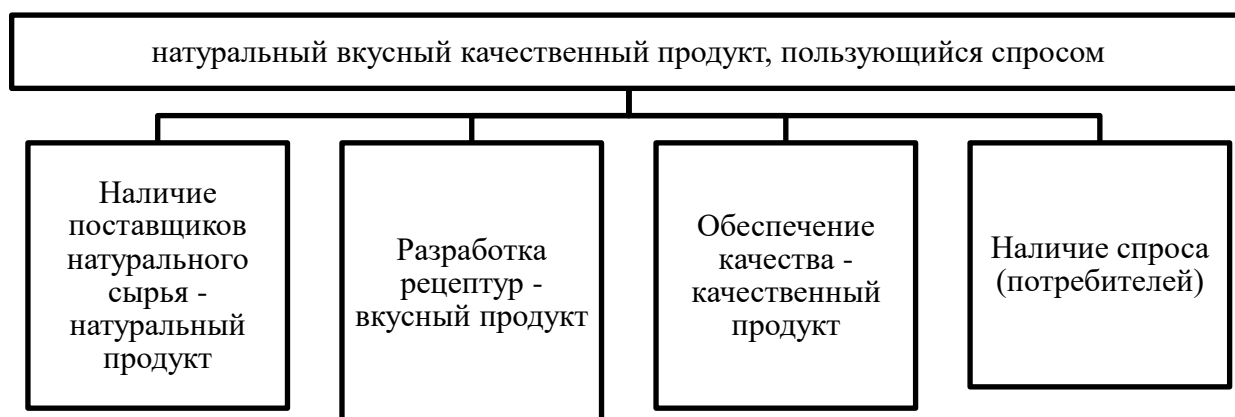 натуральный вкусный качественный продукт, пользующийся спросом
Наличие
поставщиков
натурального
сырья -
натуральный
продукт
Разработка
рецептур -
вкусный продукт
Обеспечение
качества -
качественный
продукт
Наличие спроса
(потребителей)